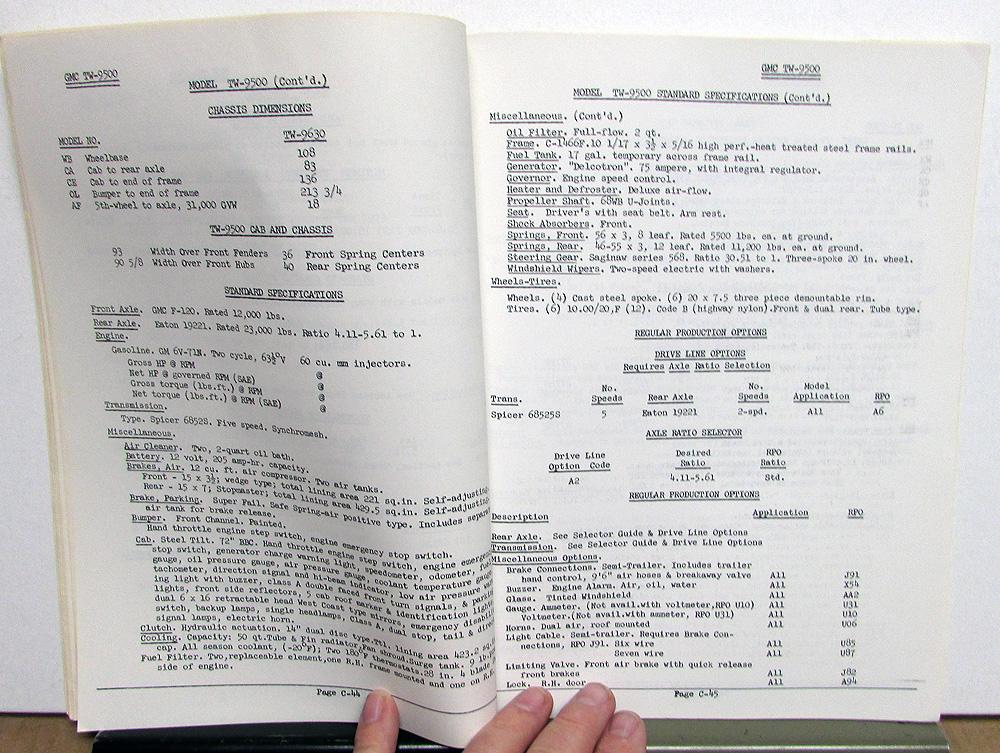 GMC TW-9500
MODEL TW-9500 (Cont'd.)
CHASSIS DIMENSIONS
MODEL NO. TW-9630
WB Wheelbase 108
CA Cab to rear axle 83
CE Cab to end of frame 136
OL Bumper to end of frame 213 3/4
AF 5th-wheel to axle, 31,000 GVW 18
TW-9500 CAB AND CHASSIS
93 Width Over Front Fenders 36 Front Spring Centers
90 5/8 Width Over Front Hubs 40 Rear Spring Centers
STANDARD SPECIFICATIONS
Front Axle. GMC F-120. Rated 12,000 lbs.
Rear Axle. Eaton 19221. Rated 23,000 lbs. Ratio 4.11-5.61 to 1.
Engine.
Gasoline. GM 6V-71N. Two cycle, 63½°V 60 cu. mm injectors.
Gross HP @ RPM @
Net HP @ governed RPM (SAE) @
Gross torque (lbs.ft.) @ RPM @
Net torque (lbs.ft.) @ RPM (SAE) @
Transmission.
Type. Spicer 6852S. Five speed. Synchromesh.
Miscellaneous.
Air Cleaner. Two, 2-quart oil bath.
Battery. 12 volt, 205 amp-hr. capacity.
Brakes, Air. 12 cu. ft. air compressor. Two air tanks.
Front - 15 x 3½; wedge type; total lining area 221 sq.in. Self-adjusting
Rear - 15 x 7; Stopmaster; total lining area 429.5 sq.in. Self-adjusting
Brake, Parking. Super Fail. Safe Spring-air positive type. Includes separ
air tank for brake release.
Bumper. Front Channel. Painted.
Hand throttle engine step switch, engine emergency stop switch.
Cab. Steel Tilt. 72" BBC. Hand throttle engine step switch, engine emergen
stop switch, generator charge warning light, speedometer, odometer, fuel
gauge, oil pressure gauge, air pressure gauge, coolant temperature gauge
tachometer, direction signal and hi-beam indicator, low air pressure wa
ing light with buzzer, class A double faced front turn signals, & parkin
lights, front side reflectors, 5 cab roof marker & identification lights
dual 6 x 16 retractable head West Coast type mirrors, emergency disabl
switch, backup lamps, single headlamps, class A, dual stop, tail & dire
signal lamps, electric horn.
Clutch. Hydraulic actuation. 14" dual disc type. Ttl. lining area 423.2 sq.
Cooling. Capacity: 50 qt. Tube & Fin radiator, Fan shroud. Surge tank. 9 lb.
cap. All season coolant, (-20°F); Two 180° thermostats. 28 in. 4 blade
Fuel Filter. Two, replaceable element, one R.H. frame mounted and one on R.H.
side of engine.
Page C-44
GMC TW-9500
MODEL TW-9500 STANDARD SPECIFICATIONS (Cont'd.)
Miscellaneous. (Cont'd.)
Oil Filter. Full-flow. 2 qt.
Frame. C-1466F.10 1/17 x 3½ x 5/16 high perf.-heat treated steel frame rails.
Fuel Tank. 17 gal. temporary across frame rail.
Generator. "Delcotron". 75 ampere, with integral regulator.
Governor. Engine speed control.
Heater and Defroster. Deluxe air-flow.
Propeller Shaft. 68WB U-Joints.
Seat. Driver's with seat belt. Arm rest.
Shock Absorbers. Front.
Springs, Front. 56 x 3, 8 leaf. Rated 5500 lbs. ea. at ground.
Springs, Rear. 46-55 x 3, 12 leaf. Rated 11,200 lbs. ea. at ground.
Steering Gear. Saginaw series 568. Ratio 30.51 to 1. Three-spoke 20 in. wheel.
Windshield Wipers. Two-speed electric with washers.
Wheels-Tires.
Wheels. (4) Cast steel spoke. (6) 20 x 7.5 three piece demountable rim.
Tires. (6) 10.00/20,F (12). Code B (highway nylon).Front & dual rear. Tube type.
REGULAR PRODUCTION OPTIONS
DRIVE LINE OPTIONS
Requires Axle Ratio Selection
No. No. Model
Trans. Speeds Rear Axle Speeds Application RPO
Spicer 68525S 5 Eaton 19221 2-spd. All A6
AXLE RATIO SELECTOR
Drive Line Desired RPO
Option Code Ratio Ratio
A2 4.11-5.61 Std.
REGULAR PRODUCTION OPTIONS
Description Application RPO
Rear Axle. See Selector Guide & Drive Line Options
Transmission. See Selector Guide & Drive Line Options
Miscellaneous Options.
Brake Connections. Semi-Trailer. Includes trailer
hand control, 9'6" air hoses & breakaway valve All J91
Buzzer. Engine Alarm. Air, oil, water. All X5A
Glass. Tinted Windshield All AA2
Gauge. Ammeter. (Not avail.with voltmeter,RPO U10) All U31
Voltmeter.(Not avail.with ammeter, RPO U31) All U10
Horns. Dual air, roof mounted All U06
Light Cable. Semi-trailer. Requires Brake Con-
nections, RPO J91. Six wire All U85
Seven wire All U87
Limiting Valve. Front air brake with quick release
front brakes All J82
Lock. R.H. door All A94
Page C-45